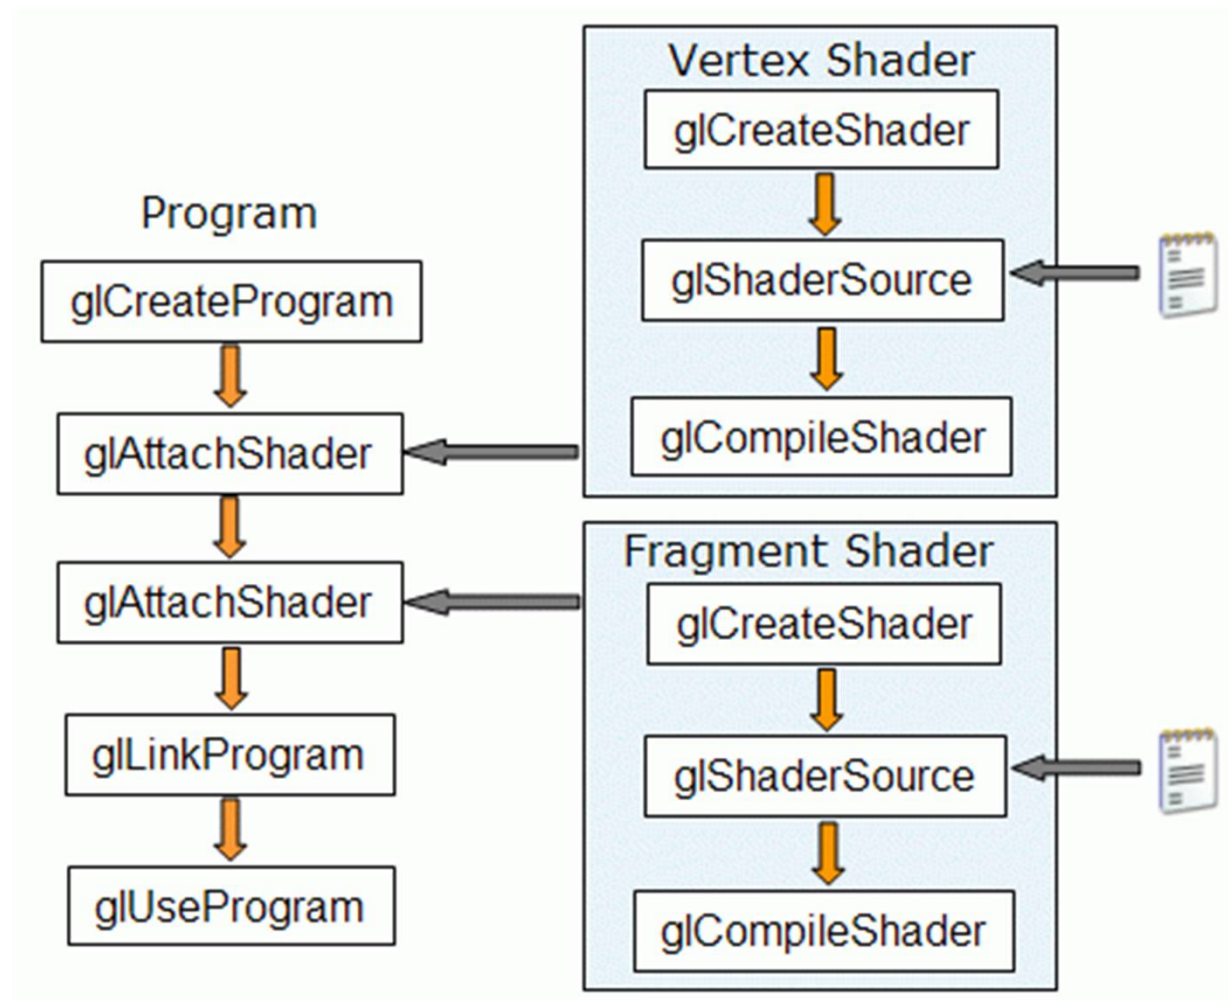 Program
glCreateProgram
glAttachShader
glAttachShader
glLinkProgram
glUseProgram
Vertex Shader
glCreateShader
glShaderSource
glCompileShader
Fragment Shader
glCreateShader
glShaderSource
glCompileShader